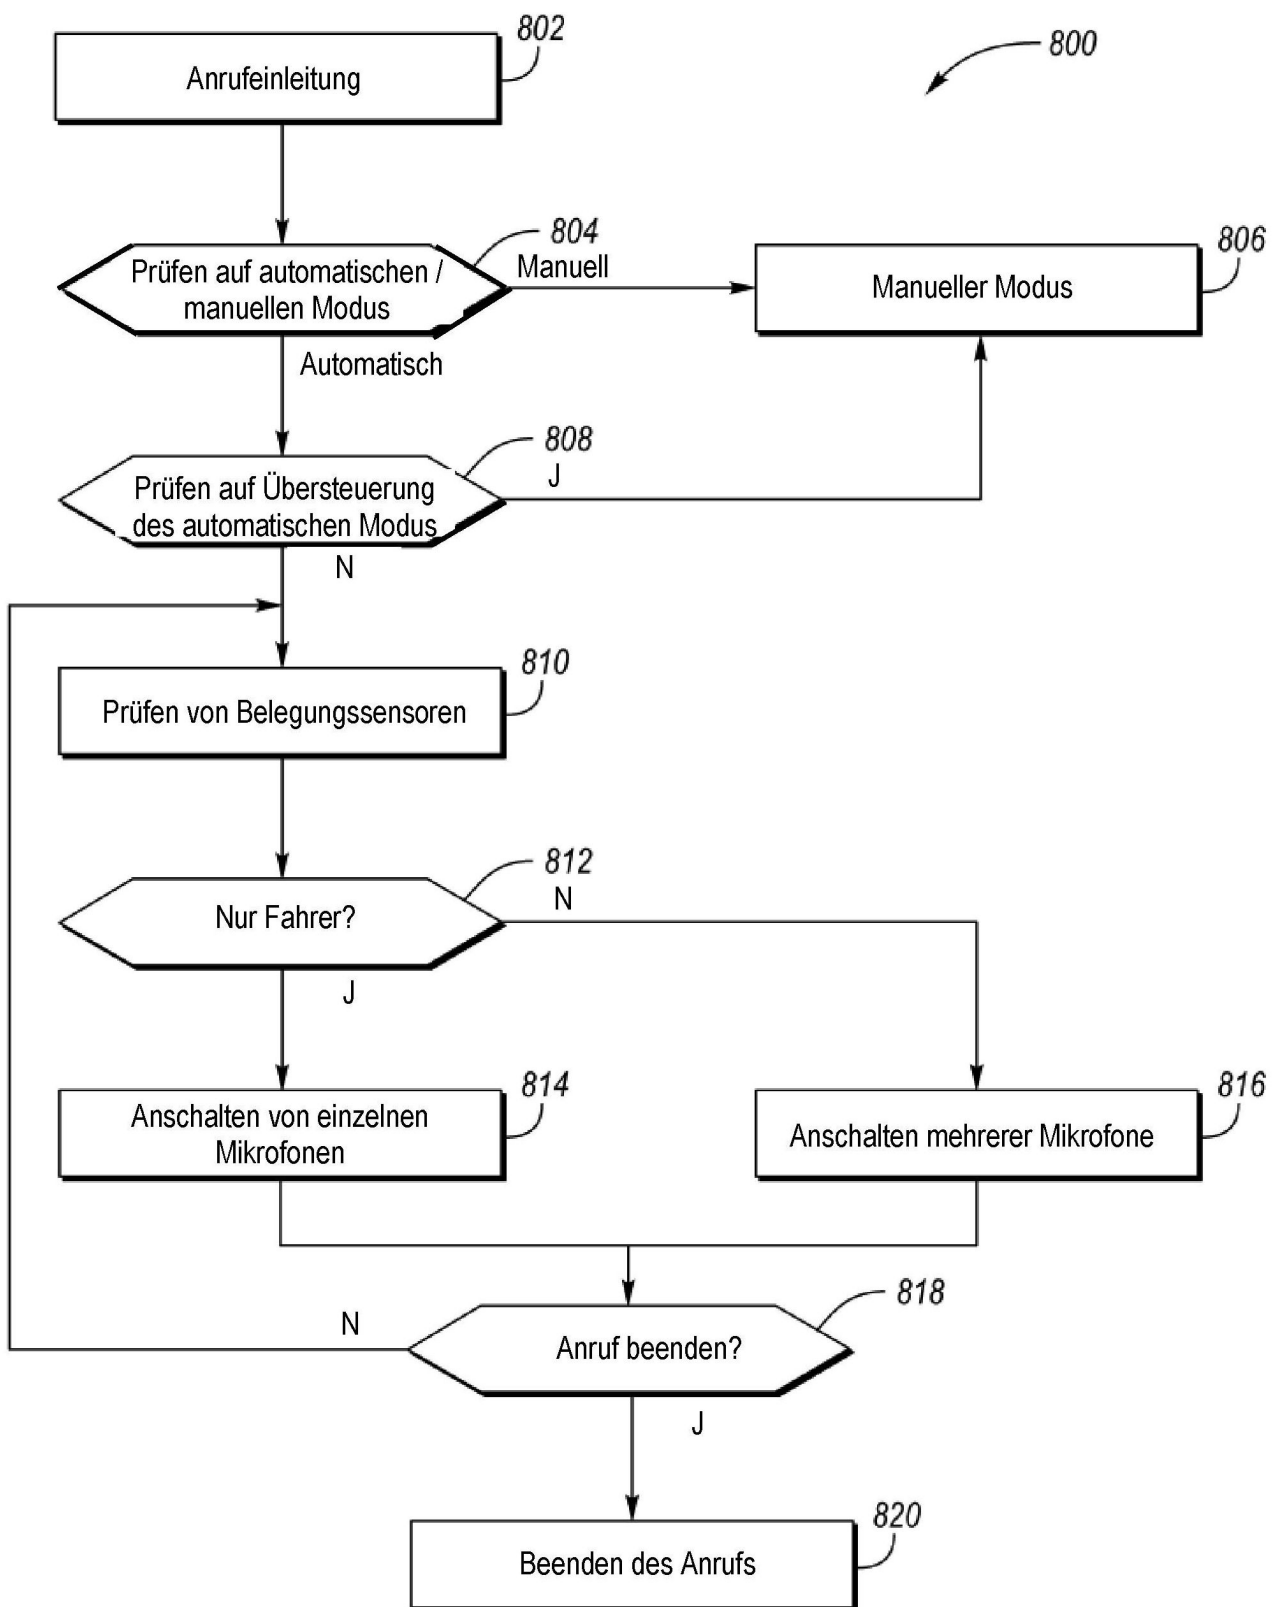 802
800
Anrufeinleitung
804
Prüfen auf automatischen /
manuellen Modus
Manuell
806
Manueller Modus
Automatisch
808
Prüfen auf Übersteuerung
des automatischen Modus
J
N
810
Prüfen von Belegungssensoren
812
Nur Fahrer?
N
J
814
Anschalten von einzelnen
Mikrofonen
816
Anschalten mehrerer Mikrofone
818
Anruf beenden?
N
J
820
Beenden des Anrufs